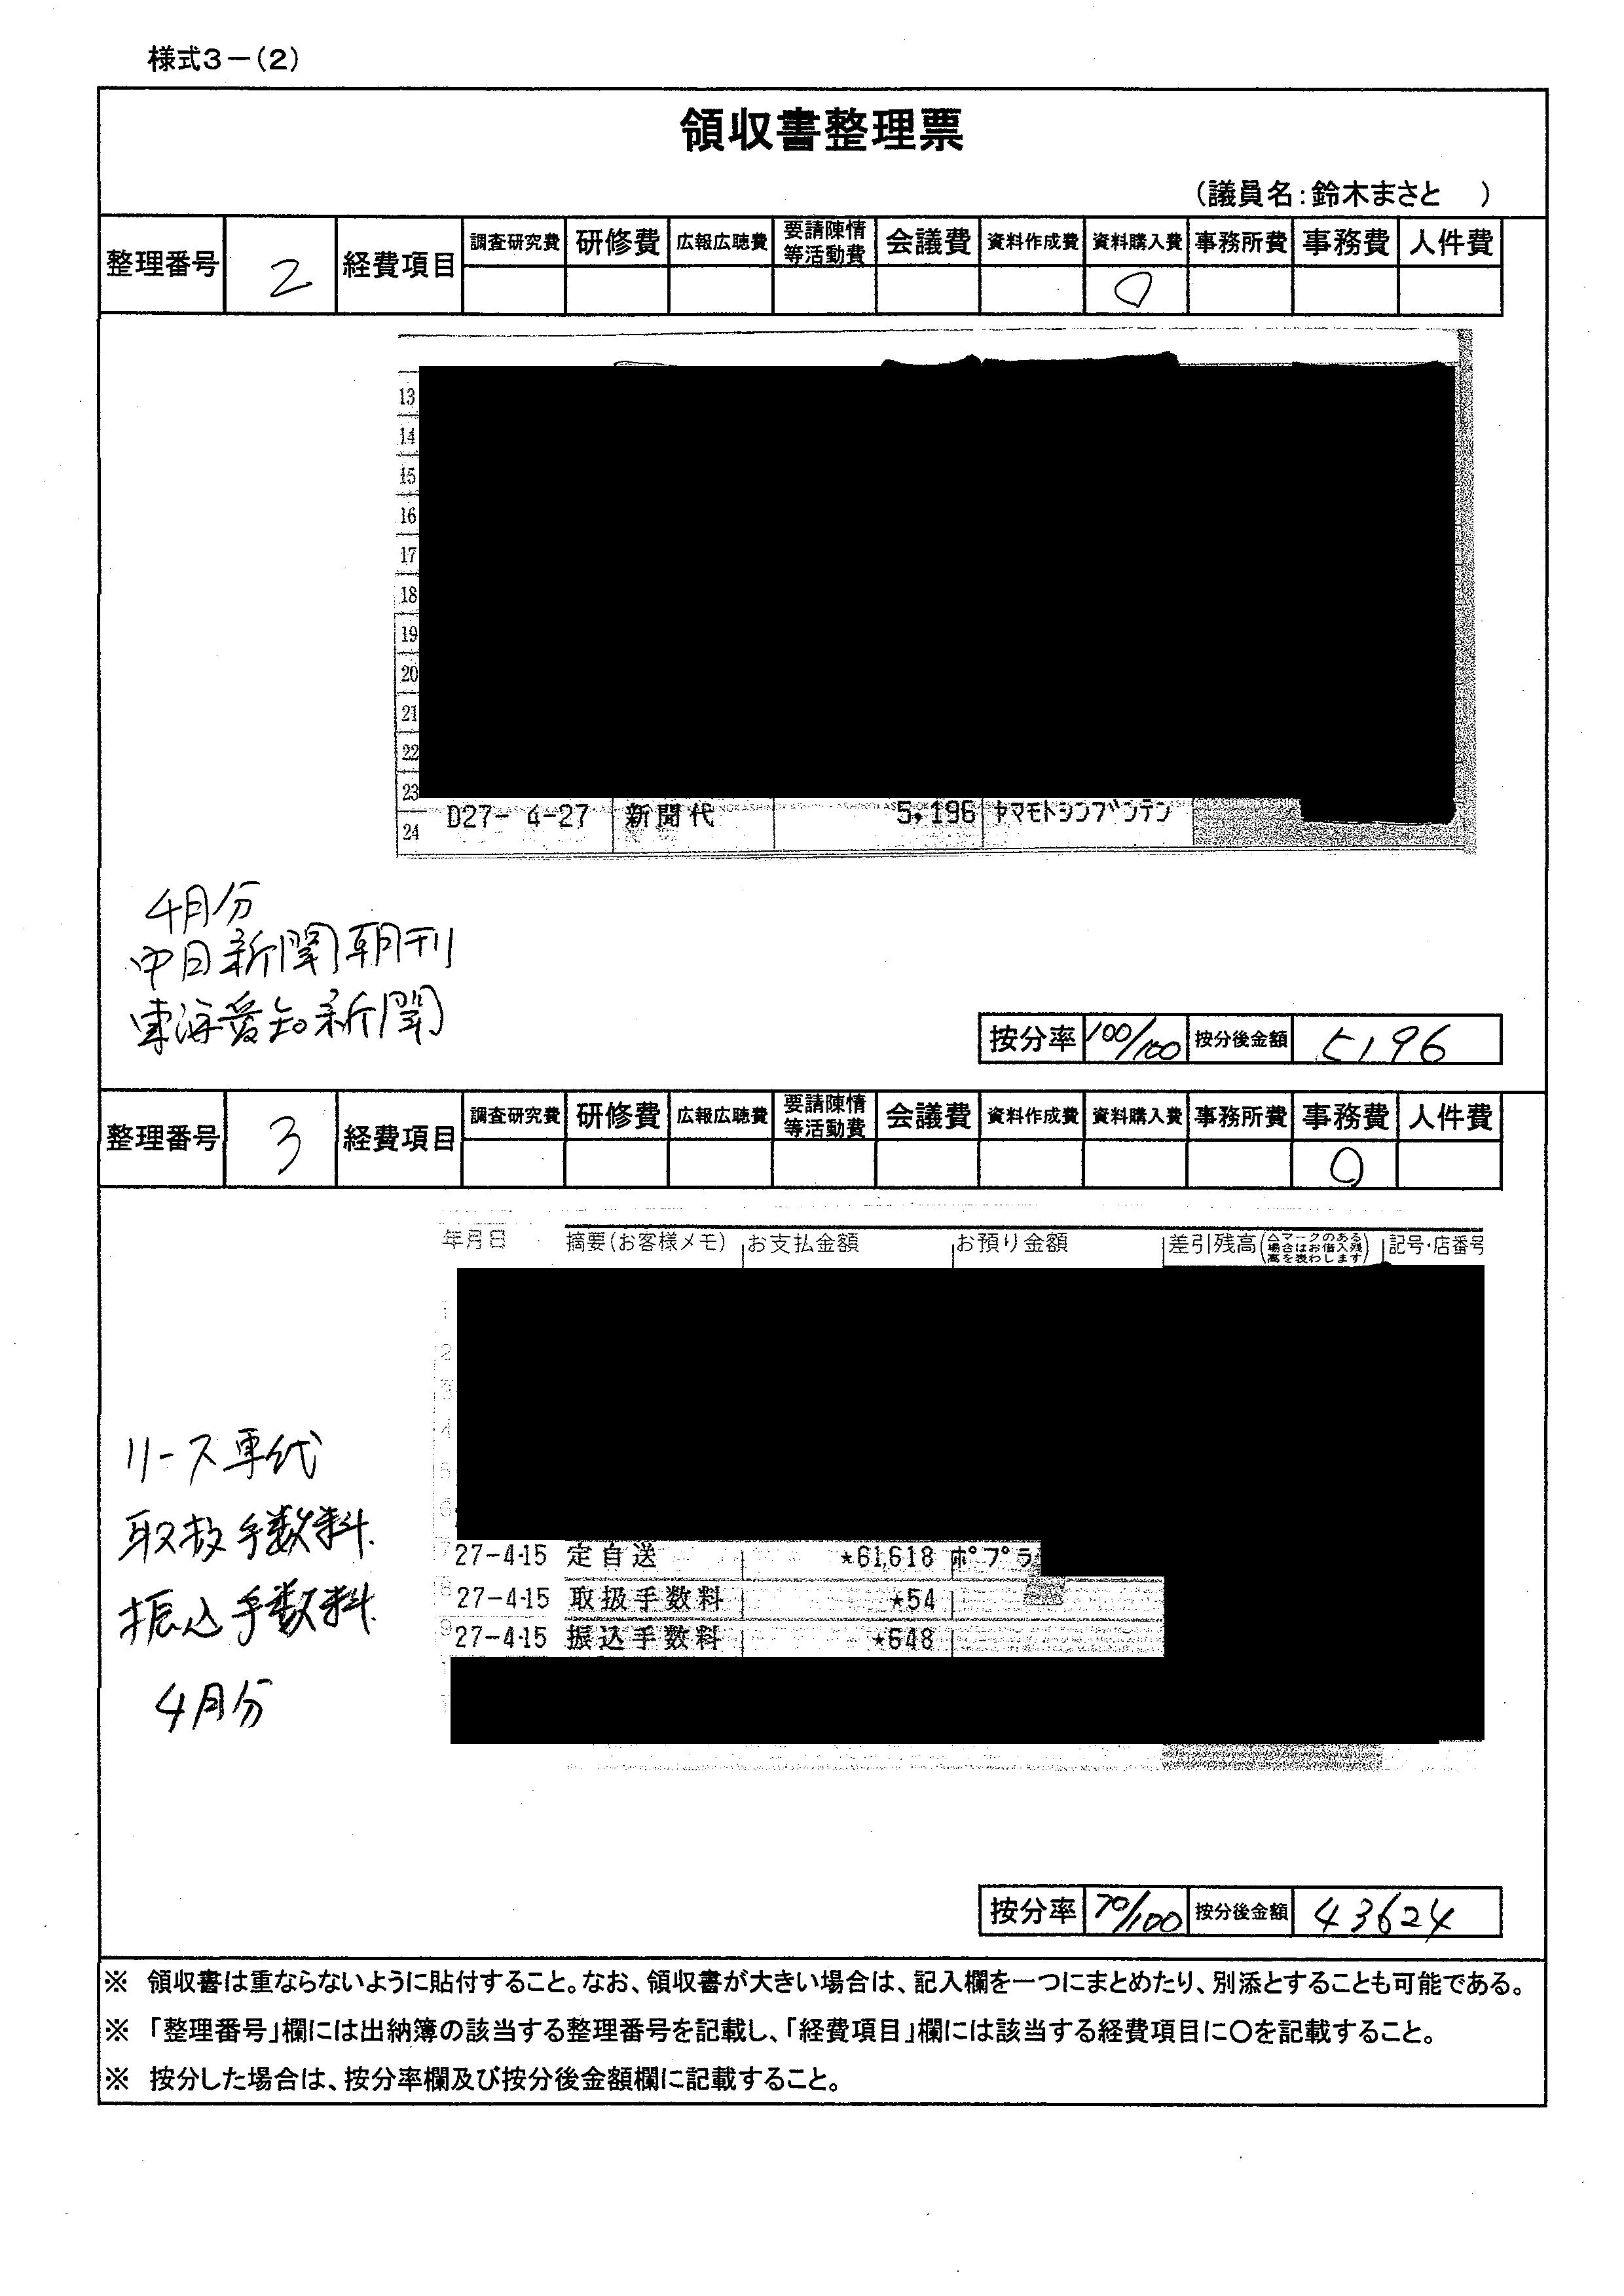 様式3-(2)
領収書整理票
(議員名:鈴木まさと )
整理番号 2 経費項目 調査研究費 研修費 広報広聴費 要請陳情等活動費 会議費 資料作成費 資料購入費 事務所費 事務費 人件費
○
13
14
15
16
17
18
19
20
21
22
23
24 D27- 4-27 新聞代 5,196 ヤマモトシンブンテン
4月分
中日新聞朝刊
東海愛知新聞
按分率 100/100 按分後金額 5196
整理番号 3 経費項目 調査研究費 研修費 広報広聴費 要請陳情等活動費 会議費 資料作成費 資料購入費 事務所費 事務費 人件費
○
年月日 摘要(お客様メモ) お支払金額 お預り金額 差引残高(△マークのある場合はお借入残高を表わします) 記号・店番号
1
2
3
4
5
6
7 27-4-15 定自送 *61,618 ポプラ
8 27-4-15 取扱手数料 *54
9 27-4-15 振込手数料 *648
リース車代
取扱手数料
振込手数料
4月分
按分率 70/100 按分後金額 43624
※ 領収書は重ならないように貼付すること。なお、領収書が大きい場合は、記入欄を一つにまとめたり、別添とすることも可能である。
※ 「整理番号」欄には出納簿の該当する整理番号を記載し、「経費項目」欄には該当する経費項目に○を記載すること。
※ 按分した場合は、按分率欄及び按分後金額欄に記載すること。